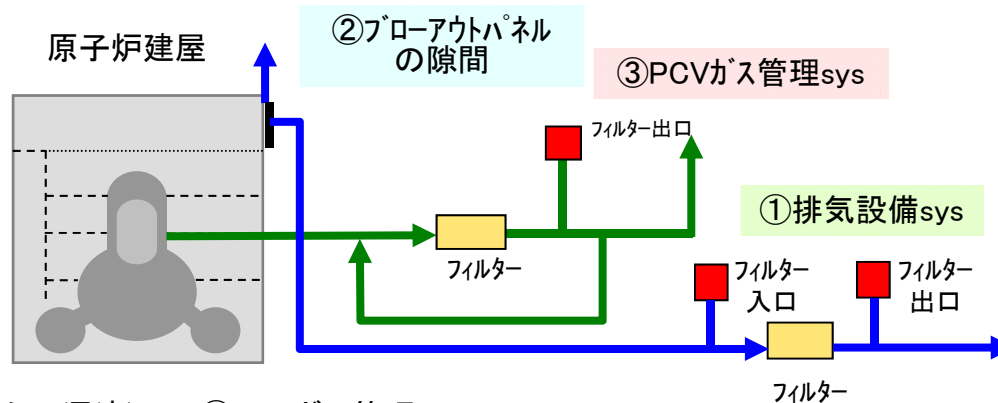 原子炉建屋
②ﾌﾞﾛｰｱｳﾄﾊﾟﾈﾙ
の隙間
③PCVｶﾞｽ管理sys
ﾌｨﾙﾀｰ出口
①排気設備sys
ﾌｨﾙﾀｰ
ﾌｨﾙﾀｰ
入口
ﾌｨﾙﾀｰ
出口
ﾌｨﾙﾀｰ